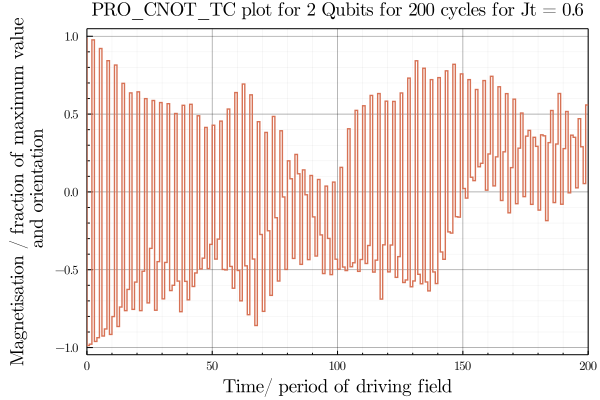 PRO_CNOT_TC plot for 2 Qubits for 200 cycles for Jt = 0.6
Magnetisation / fraction of maximum value
and orientation
1.0
0.5
0.0
−0.5
−1.0
0 50 100 150 200
Time/ period of driving field